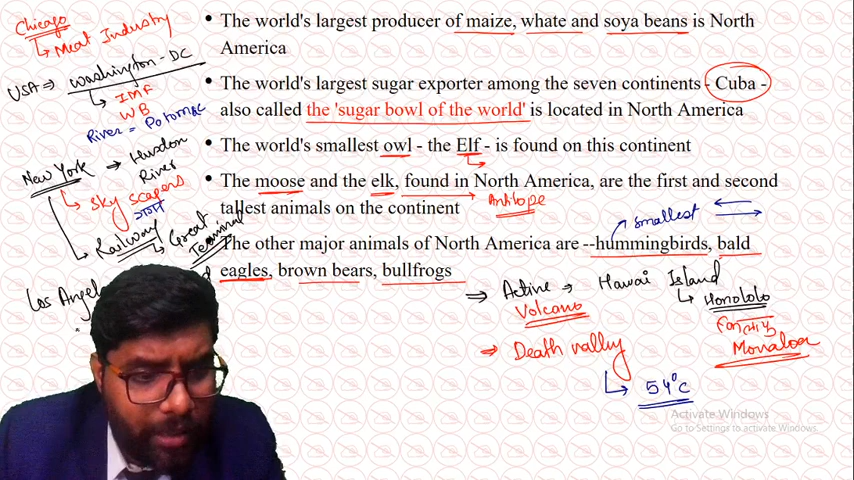 Chicago
Meat Industry
USA ⇒ Washington - DC
IMF
WB
River = Potomac
New York → Hudson
River
Sky scapers
Railway
Great
Terminal
Los Angel
• The world's largest producer of maize, whate and soya beans is North
America
• The world's largest sugar exporter among the seven continents - Cuba -
also called the 'sugar bowl of the world' is located in North America
• The world's smallest owl - the Elf - is found on this continent
• The moose and the elk, found in North America, are the first and second
tallest animals on the continent
Antilope
smallest
• The other major animals of North America are --hummingbirds, bald
eagles, brown bears, bullfrogs
⇒ Active → Hawai Island
Volcano
Honolobo
Monaloa
⇒ Death valley
54°C
Activate Windows
Go to Settings to activate Windows.